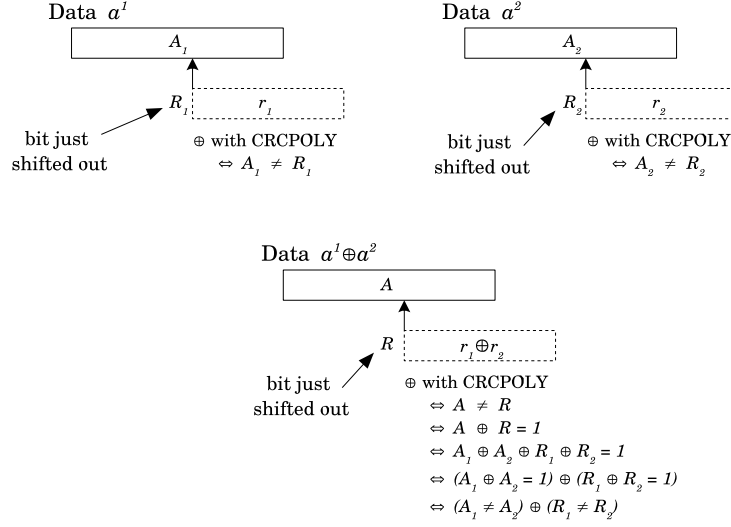 Data a¹
A₁
R₁
r₁
bit just
shifted out
⊕ with CRCPOLY
⇔ A₁ ≠ R₁
Data a²
A₂
R₂
r₂
bit just
shifted out
⊕ with CRCPOLY
⇔ A₂ ≠ R₂
Data a¹⊕a²
A
R
r₁⊕r₂
bit just
shifted out
⊕ with CRCPOLY
⇔ A ≠ R
⇔ A ⊕ R = 1
⇔ A₁ ⊕ A₂ ⊕ R₁ ⊕ R₂ = 1
⇔ (A₁ ⊕ A₂ = 1) ⊕ (R₁ ⊕ R₂ = 1)
⇔ (A₁ ≠ A₂) ⊕ (R₁ ≠ R₂)